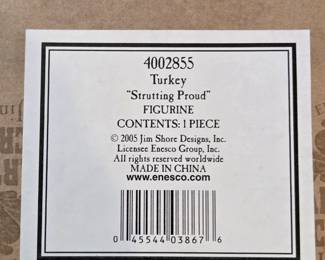 4002855
Turkey
"Strutting Proud"
FIGURINE
CONTENTS: 1 PIECE
© 2005 Jim Shore Designs, Inc.
Licensee Enesco Group, Inc.
All rights reserved worldwide
MADE IN CHINA
www.enesco.com
0 45544 03867 6